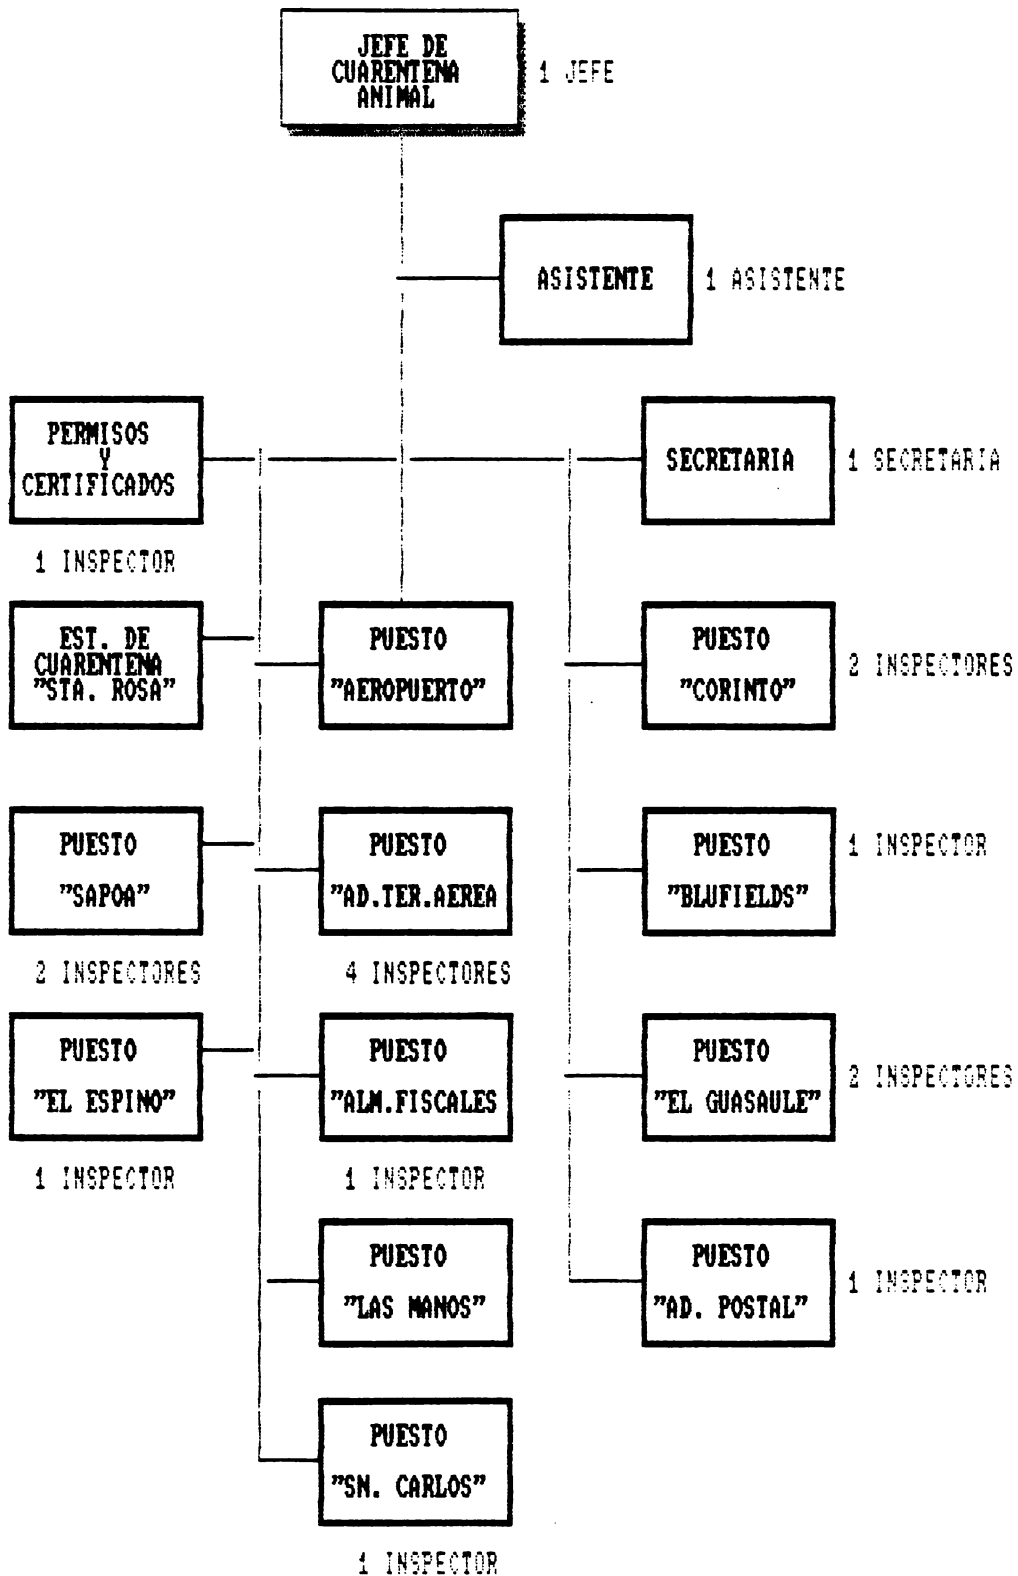 JEFE DE
CUARENTENA
ANIMAL
1 JEFE
ASISTENTE
1 ASISTENTE
PERMISOS
Y
CERTIFICADOS
1 INSPECTOR
SECRETARIA
1 SECRETARIA
EST. DE
CUARENTENA
"STA. ROSA"
PUESTO
"AEROPUERTO"
PUESTO
"CORINTO"
2 INSPECTORES
PUESTO
"SAPOA"
2 INSPECTORES
PUESTO
"AD.TER.AEREA
4 INSPECTORES
PUESTO
"BLUFIELDS"
1 INSPECTOR
PUESTO
"EL ESPINO"
1 INSPECTOR
PUESTO
"ALM.FISCALES
1 INSPECTOR
PUESTO
"EL GUASAULE"
2 INSPECTORES
PUESTO
"LAS MANOS"
PUESTO
"AD. POSTAL"
1 INSPECTOR
PUESTO
"SN. CARLOS"
1 INSPECTOR